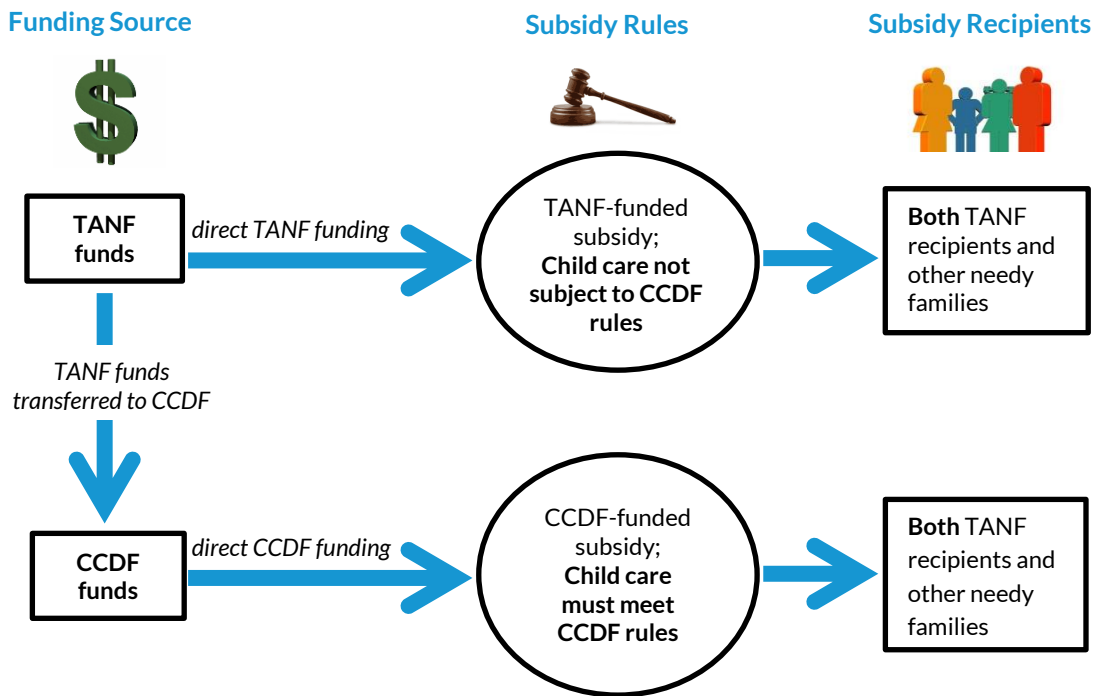 Funding Source
Subsidy Rules
Subsidy Recipients
TANF
funds
direct TANF funding
TANF-funded
subsidy;
Child care not
subject to CCDF
rules
Both TANF
recipients and
other needy
families
TANF funds
transferred to CCDF
CCDF
funds
direct CCDF funding
CCDF-funded
subsidy;
Child care
must meet
CCDF rules
Both TANF
recipients and
other needy
families